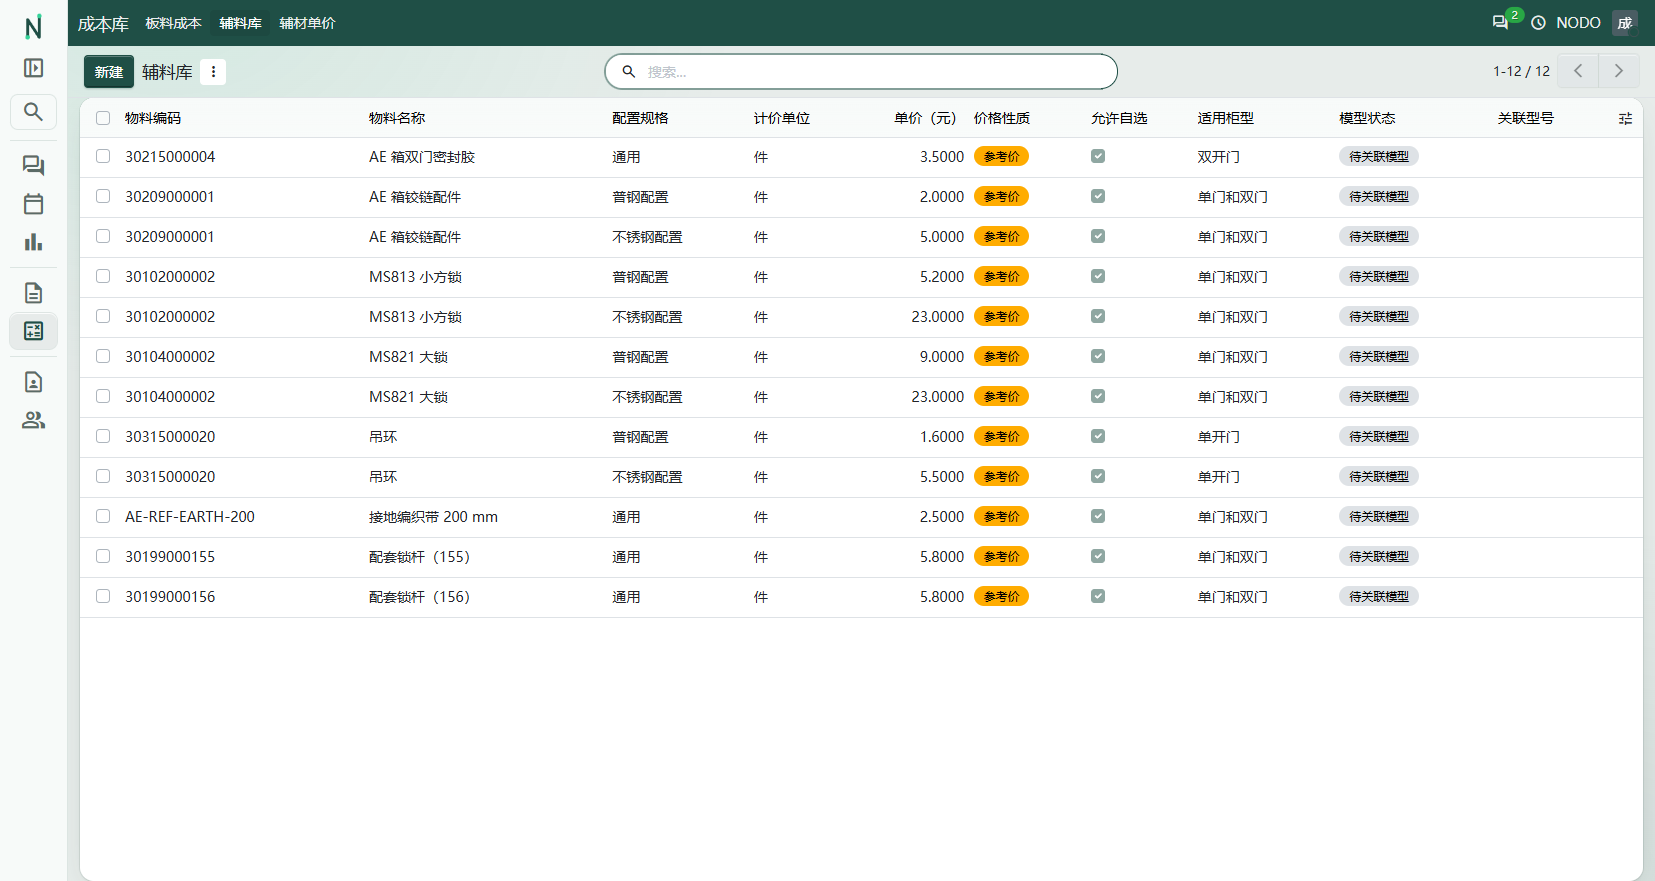 成本库 板料成本 辅料库 辅材单价 2 NODO 成
新建 辅料库 搜索... 1-12 / 12
物料编码 物料名称 配置规格 计价单位 单价（元） 价格性质 允许自选 适用柜型 模型状态 关联型号
30215000004 AE 箱双门密封胶 通用 件 3.5000 参考价 双开门 待关联模型
30209000001 AE 箱铰链配件 普钢配置 件 2.0000 参考价 单门和双门 待关联模型
30209000001 AE 箱铰链配件 不锈钢配置 件 5.0000 参考价 单门和双门 待关联模型
30102000002 MS813 小方锁 普钢配置 件 5.2000 参考价 单门和双门 待关联模型
30102000002 MS813 小方锁 不锈钢配置 件 23.0000 参考价 单门和双门 待关联模型
30104000002 MS821 大锁 普钢配置 件 9.0000 参考价 单门和双门 待关联模型
30104000002 MS821 大锁 不锈钢配置 件 23.0000 参考价 单门和双门 待关联模型
30315000020 吊环 普钢配置 件 1.6000 参考价 单开门 待关联模型
30315000020 吊环 不锈钢配置 件 5.5000 参考价 单开门 待关联模型
AE-REF-EARTH-200 接地编织带 200 mm 通用 件 2.5000 参考价 单门和双门 待关联模型
30199000155 配套锁杆（155） 通用 件 5.8000 参考价 单门和双门 待关联模型
30199000156 配套锁杆（156） 通用 件 5.8000 参考价 单门和双门 待关联模型